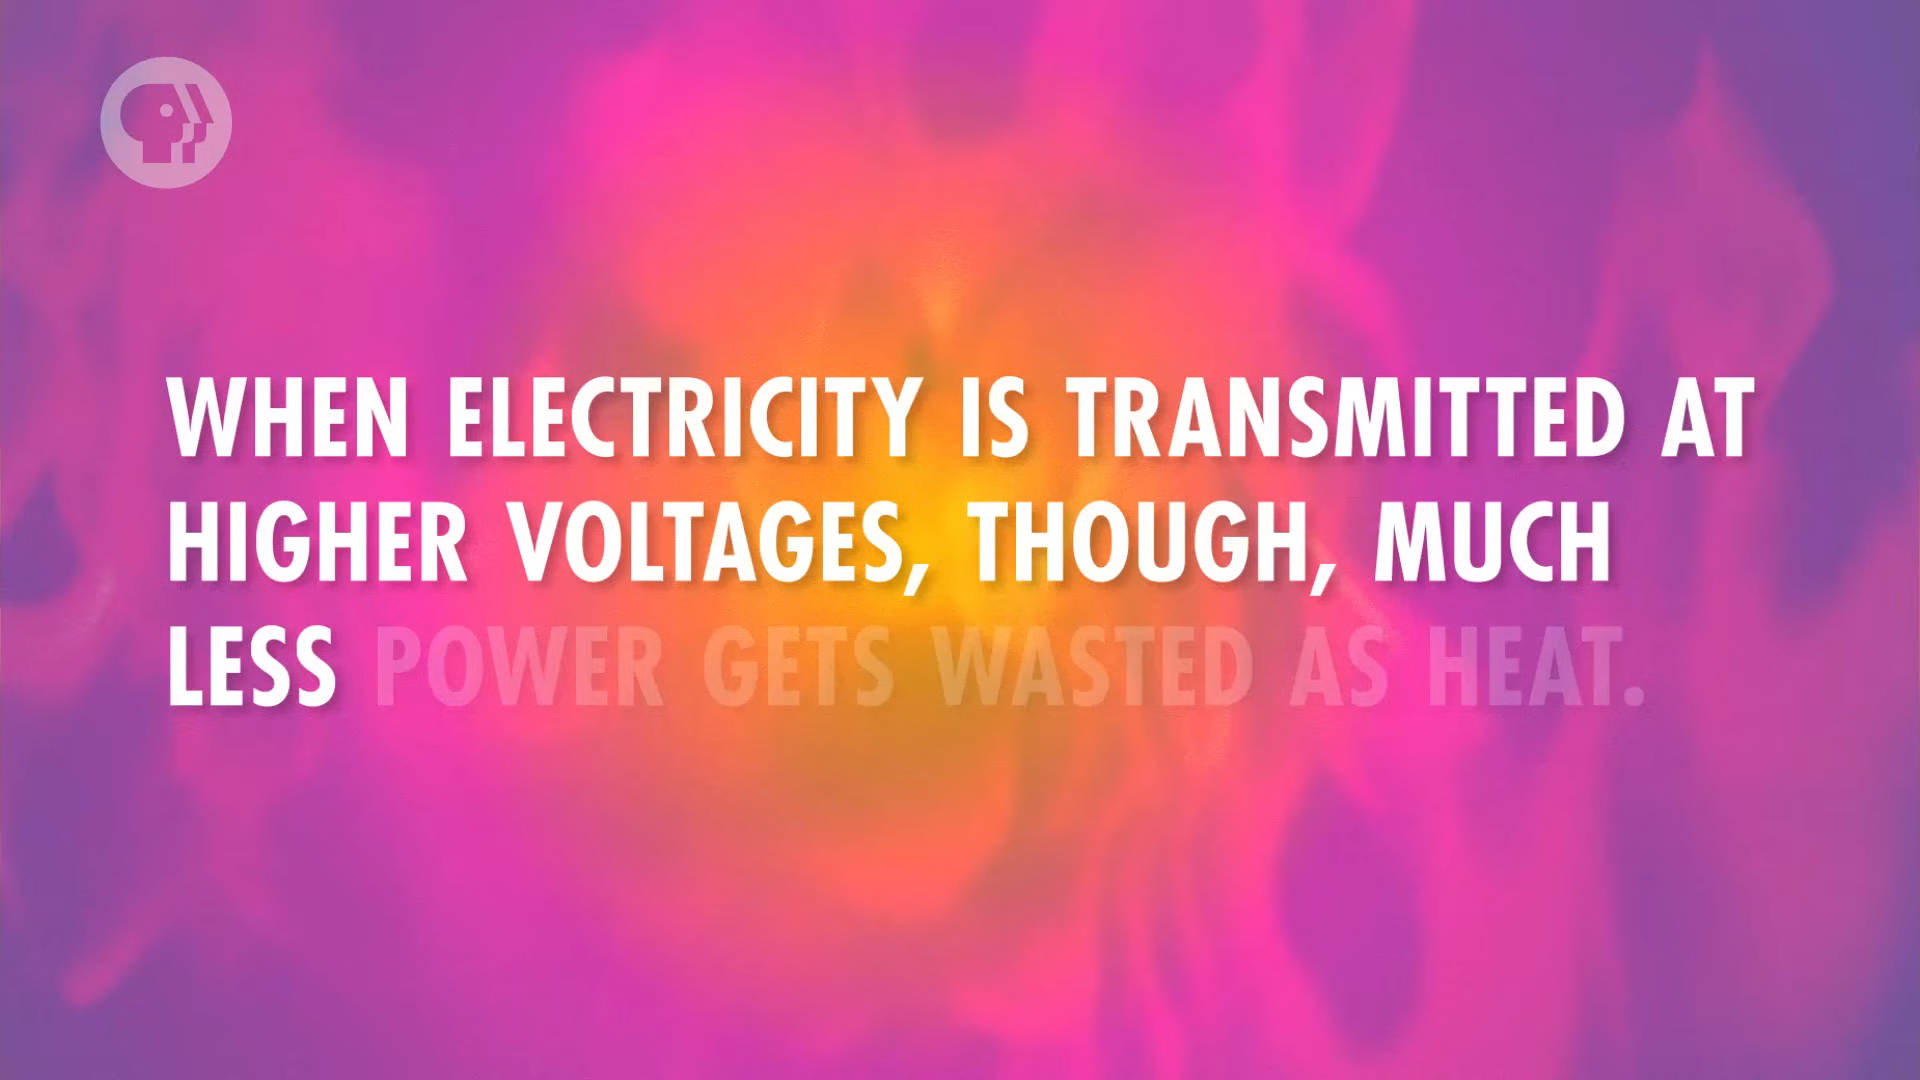 WHEN ELECTRICITY IS TRANSMITTED AT
HIGHER VOLTAGES, THOUGH, MUCH
LESS POWER GETS WASTED AS HEAT.